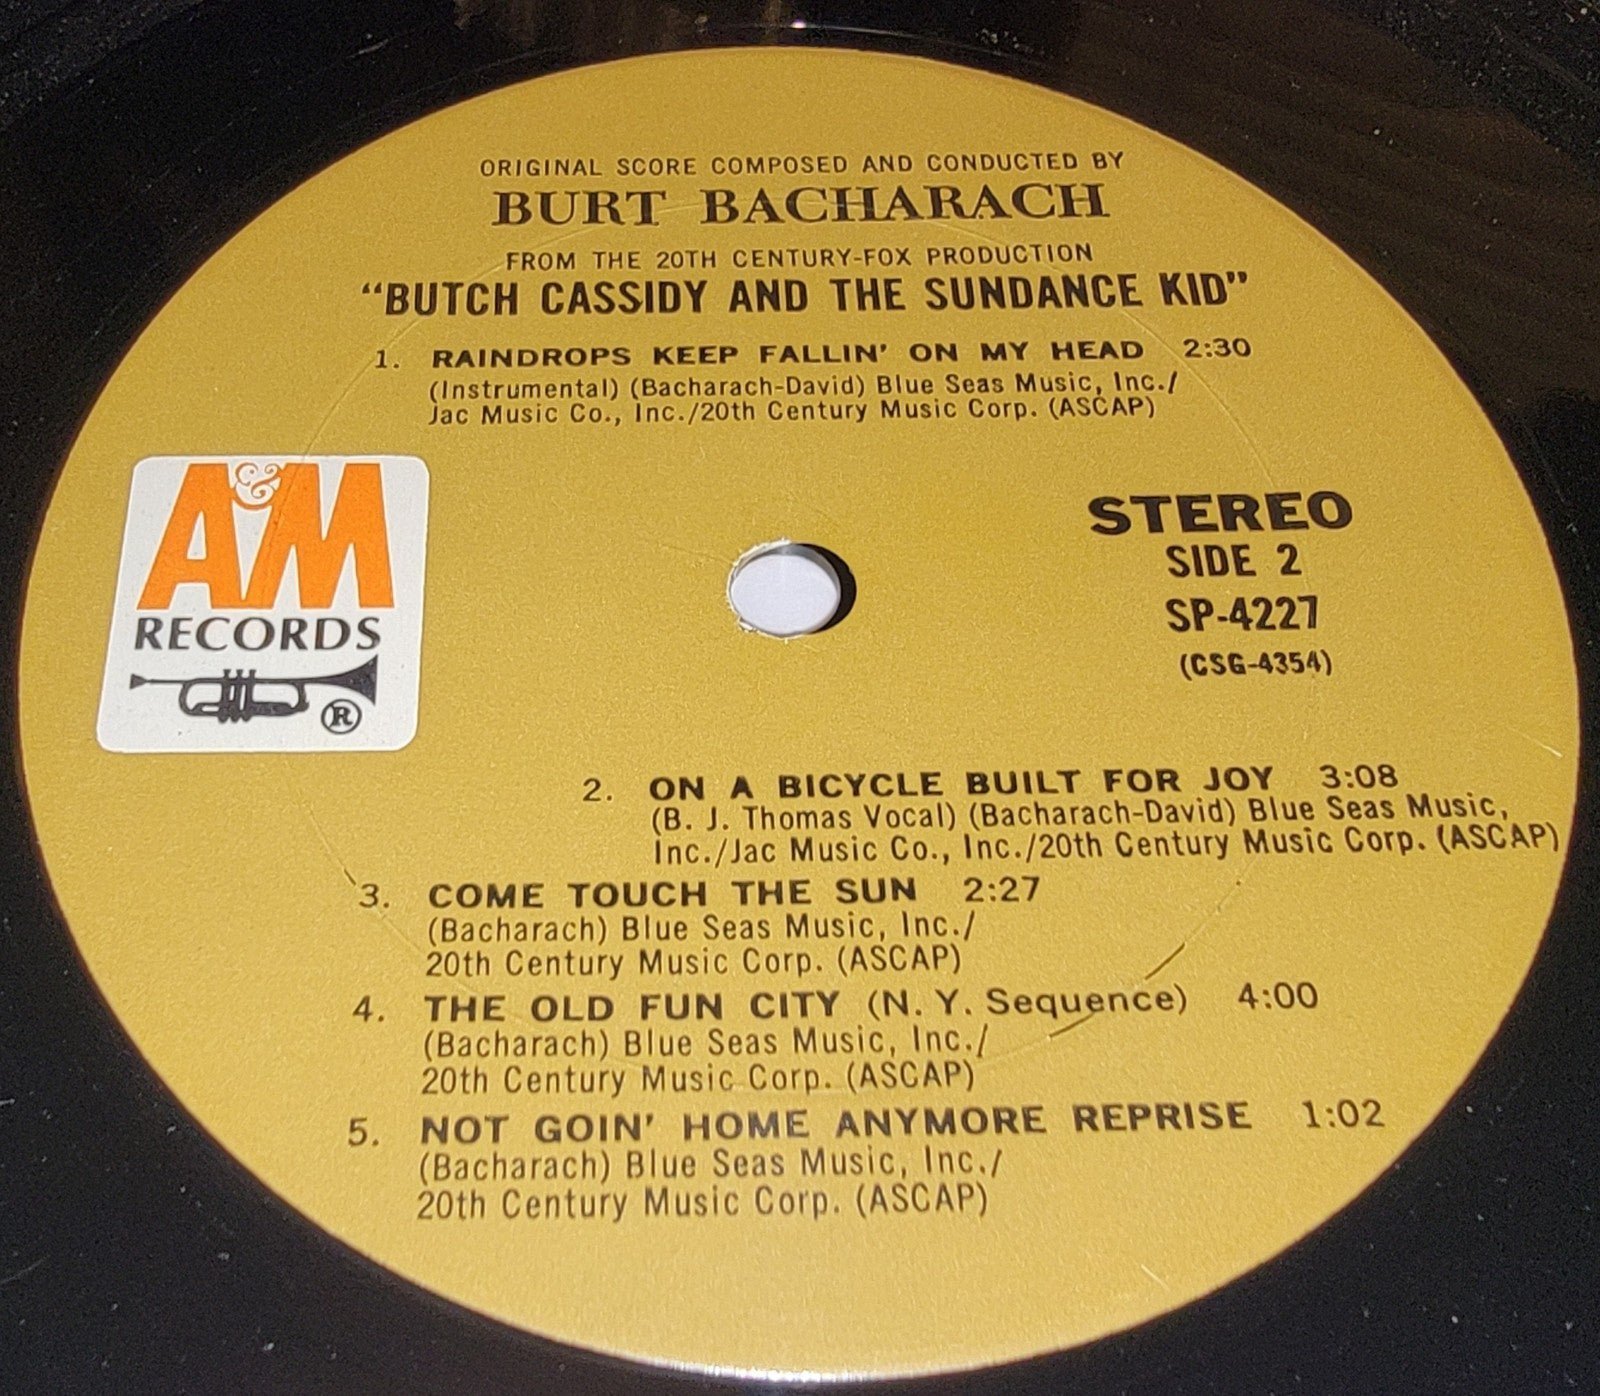 ORIGINAL SCORE COMPOSED AND CONDUCTED BY
BURT BACHARACH
FROM THE 20TH CENTURY-FOX PRODUCTION
"BUTCH CASSIDY AND THE SUNDANCE KID"
1. RAINDROPS KEEP FALLIN' ON MY HEAD 2:30
(Instrumental) (Bacharach-David) Blue Seas Music, Inc./
Jac Music Co., Inc./20th Century Music Corp. (ASCAP)
A&M
RECORDS
®
STEREO
SIDE 2
SP-4227
(CSG-4354)
2. ON A BICYCLE BUILT FOR JOY 3:08
(B. J. Thomas Vocal) (Bacharach-David) Blue Seas Music,
Inc./Jac Music Co., Inc./20th Century Music Corp. (ASCAP)
3. COME TOUCH THE SUN 2:27
(Bacharach) Blue Seas Music, Inc./
20th Century Music Corp. (ASCAP)
4. THE OLD FUN CITY (N. Y. Sequence) 4:00
(Bacharach) Blue Seas Music, Inc./
20th Century Music Corp. (ASCAP)
5. NOT GOIN' HOME ANYMORE REPRISE 1:02
(Bacharach) Blue Seas Music, Inc./
20th Century Music Corp. (ASCAP)